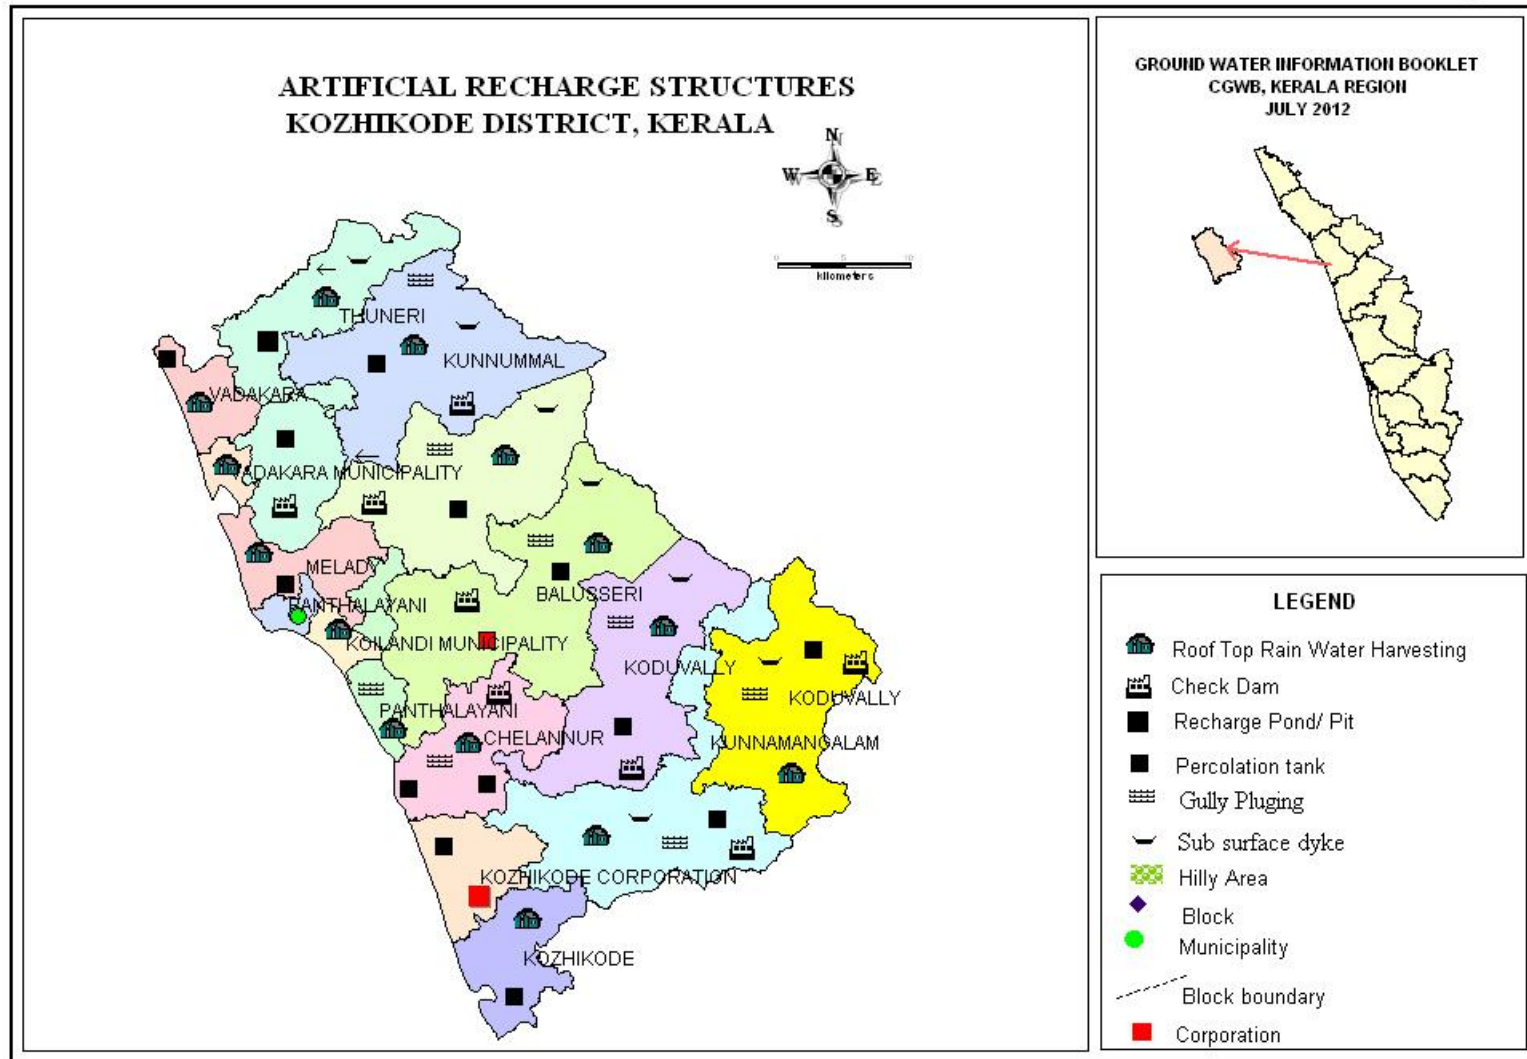 ARTIFICIAL RECHARGE STRUCTURES
KOZHIKODE DISTRICT, KERALA
N
W E
S
kilometers
THUNERI
KUNNUMMAL
VADAKARA
VADAKARA MUNICIPALITY
MELADY
BALUSSERI
PANTHALAYANI
KOILANDI MUNICIPALITY
KODUVALLY
KODUVALLY
PANTHALAYANI
CHELANNUR
KUNNAMANGALAM
KOZHIKODE CORPORATION
KOZHIKODE
GROUND WATER INFORMATION BOOKLET
CGWB, KERALA REGION
JULY 2012
LEGEND
Roof Top Rain Water Harvesting
Check Dam
Recharge Pond/ Pit
Percolation tank
Gully Pluging
Sub surface dyke
Hilly Area
Block
Municipality
Block boundary
Corporation